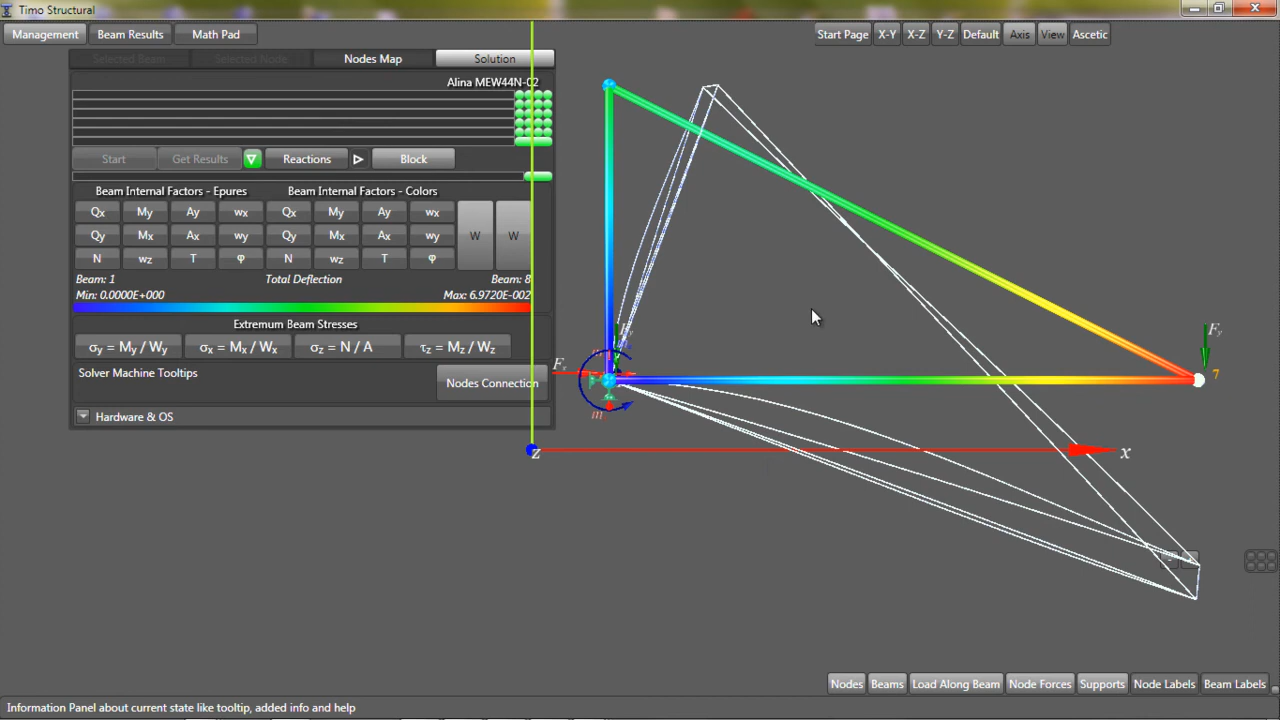 Timo Structural
Management Beam Results Math Pad Start Page X-Y X-Z Y-Z Default Axis View Ascetic
Selected Beam Selected Node Nodes Map Solution
Alina MEW44N-02
Start Get Results Reactions Block
Beam Internal Factors - Epures Beam Internal Factors - Colors
Qx My Ay wx Qx My Ay wx
Qy Mx Ax wy Qy Mx Ax wy W W
N wz T φ N wz T φ
Beam: 1 Total Deflection Beam: 8
Min: 0.0000E+000 Max: 6.9720E-002
Extremum Beam Stresses
σy = My / Wy σx = Mx / Wx σz = N / A τz = Mz / Wz
Solver Machine Tooltips
Nodes Connection
Hardware & OS
Fx
m
Fy
7
z
x
Nodes Beams Load Along Beam Node Forces Supports Node Labels Beam Labels
Information Panel about current state like tooltip, added info and help